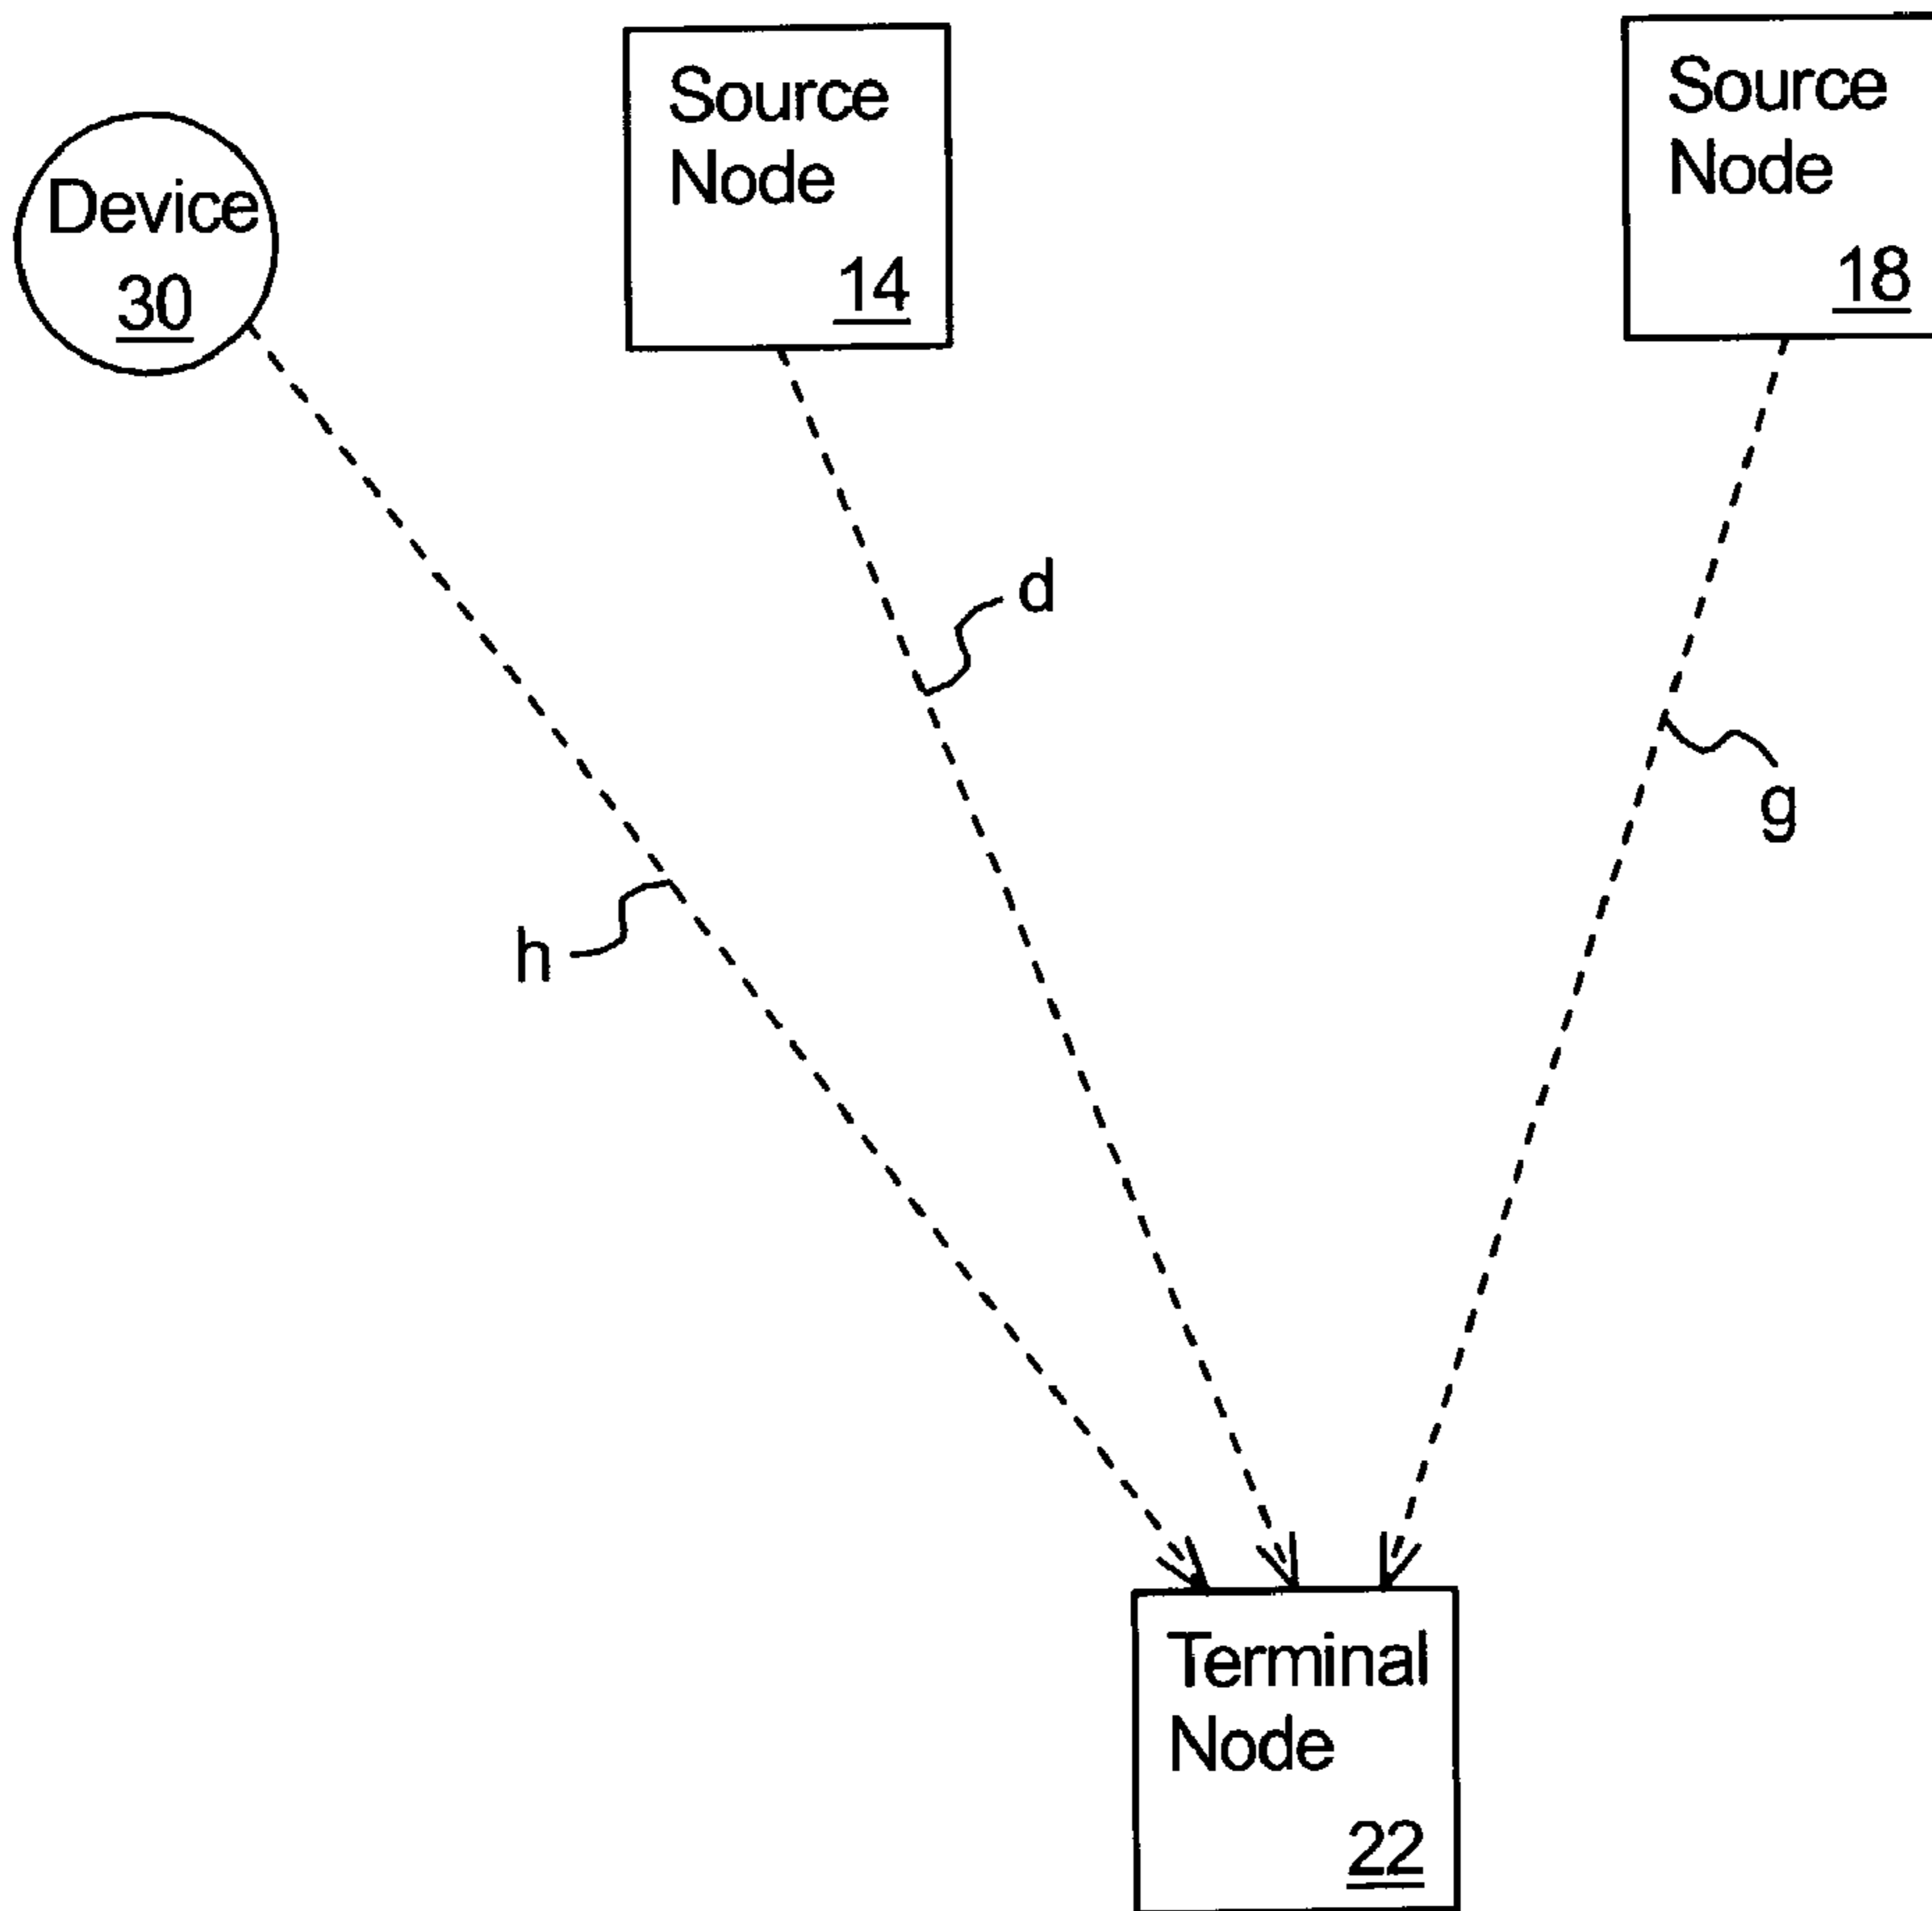 Device
30
Source
Node
14
Source
Node
18
d
g
h
Terminal
Node
22